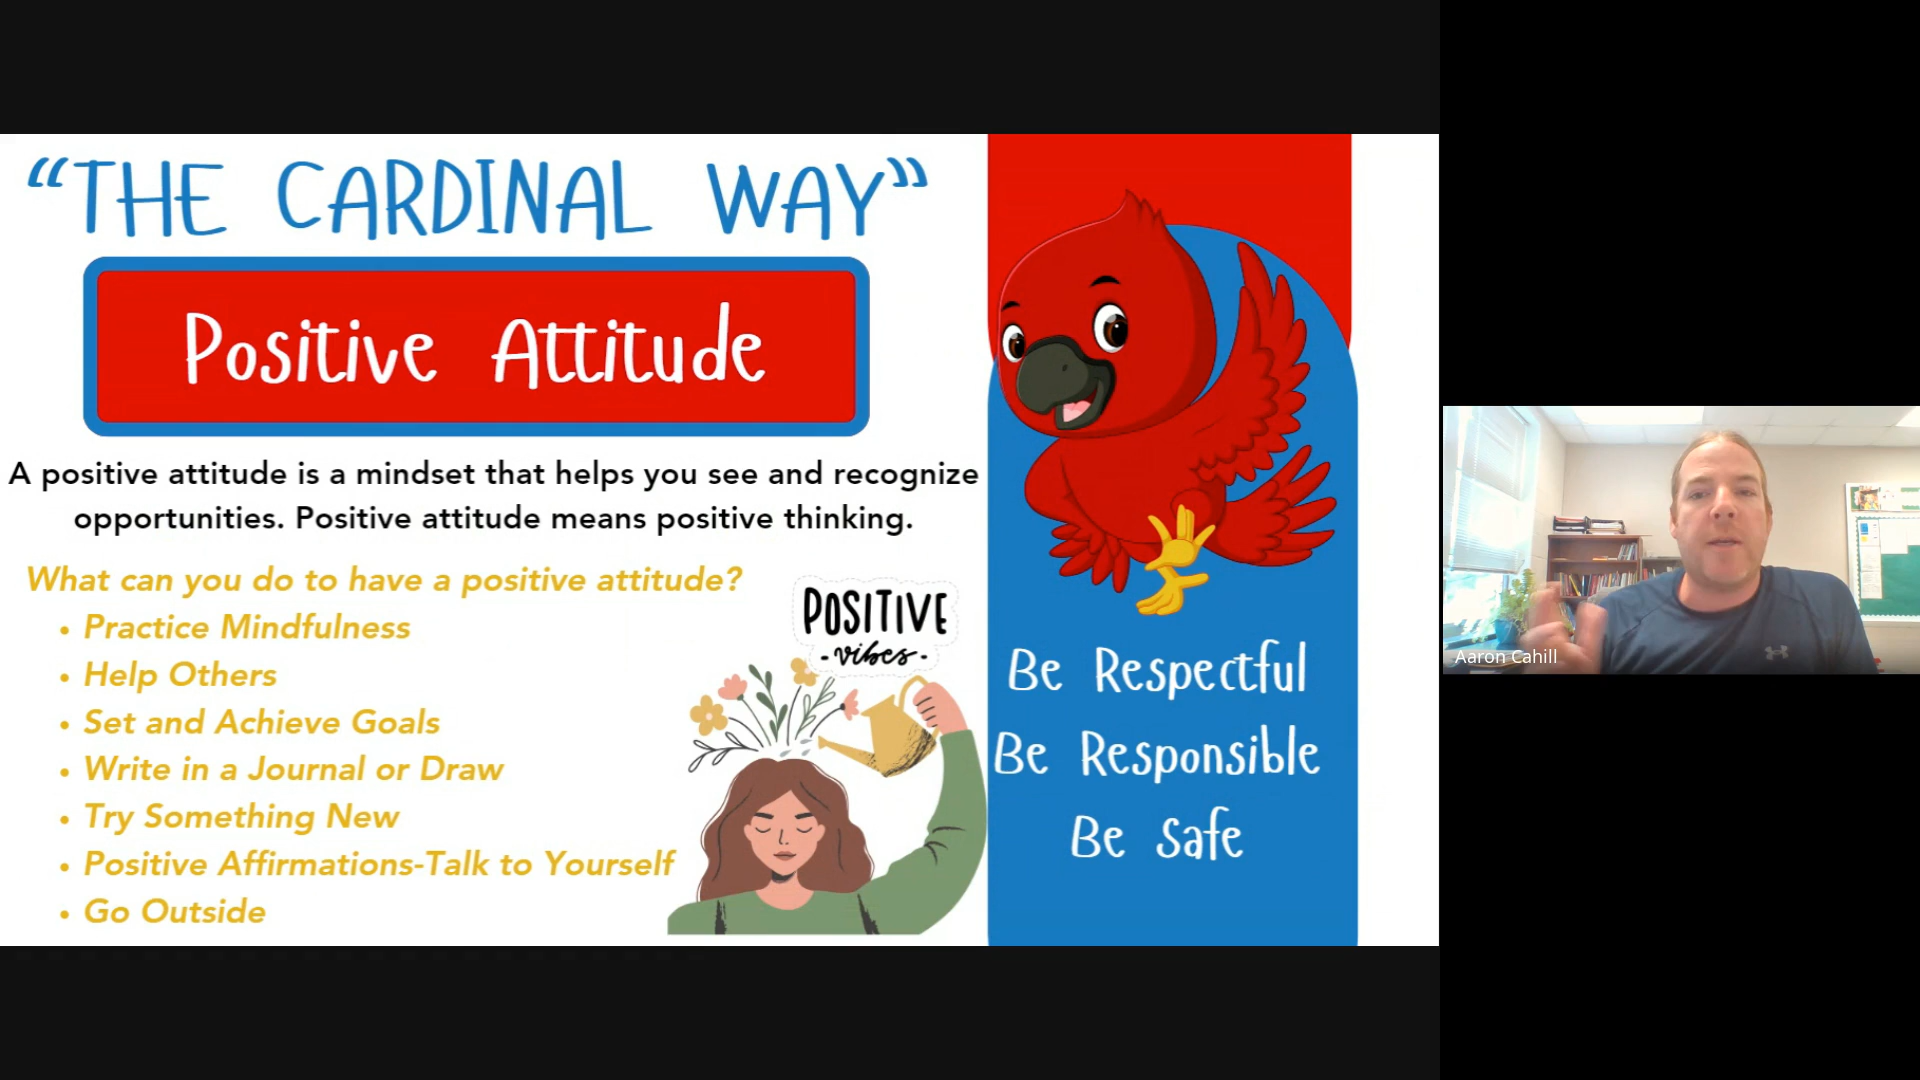 “THE CARDINAL WAY”
Positive Attitude
A positive attitude is a mindset that helps you see and recognize
opportunities. Positive attitude means positive thinking.
What can you do to have a positive attitude?
• Practice Mindfulness
• Help Others
• Set and Achieve Goals
• Write in a Journal or Draw
• Try Something New
• Positive Affirmations-Talk to Yourself
• Go Outside
POSITIVE
-vibes-
Be Respectful
Be Responsible
Be Safe
Aaron Cahill